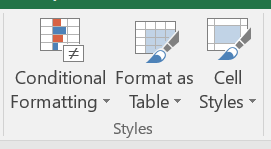 Conditional Format as Cell
Formatting Table Styles
Styles